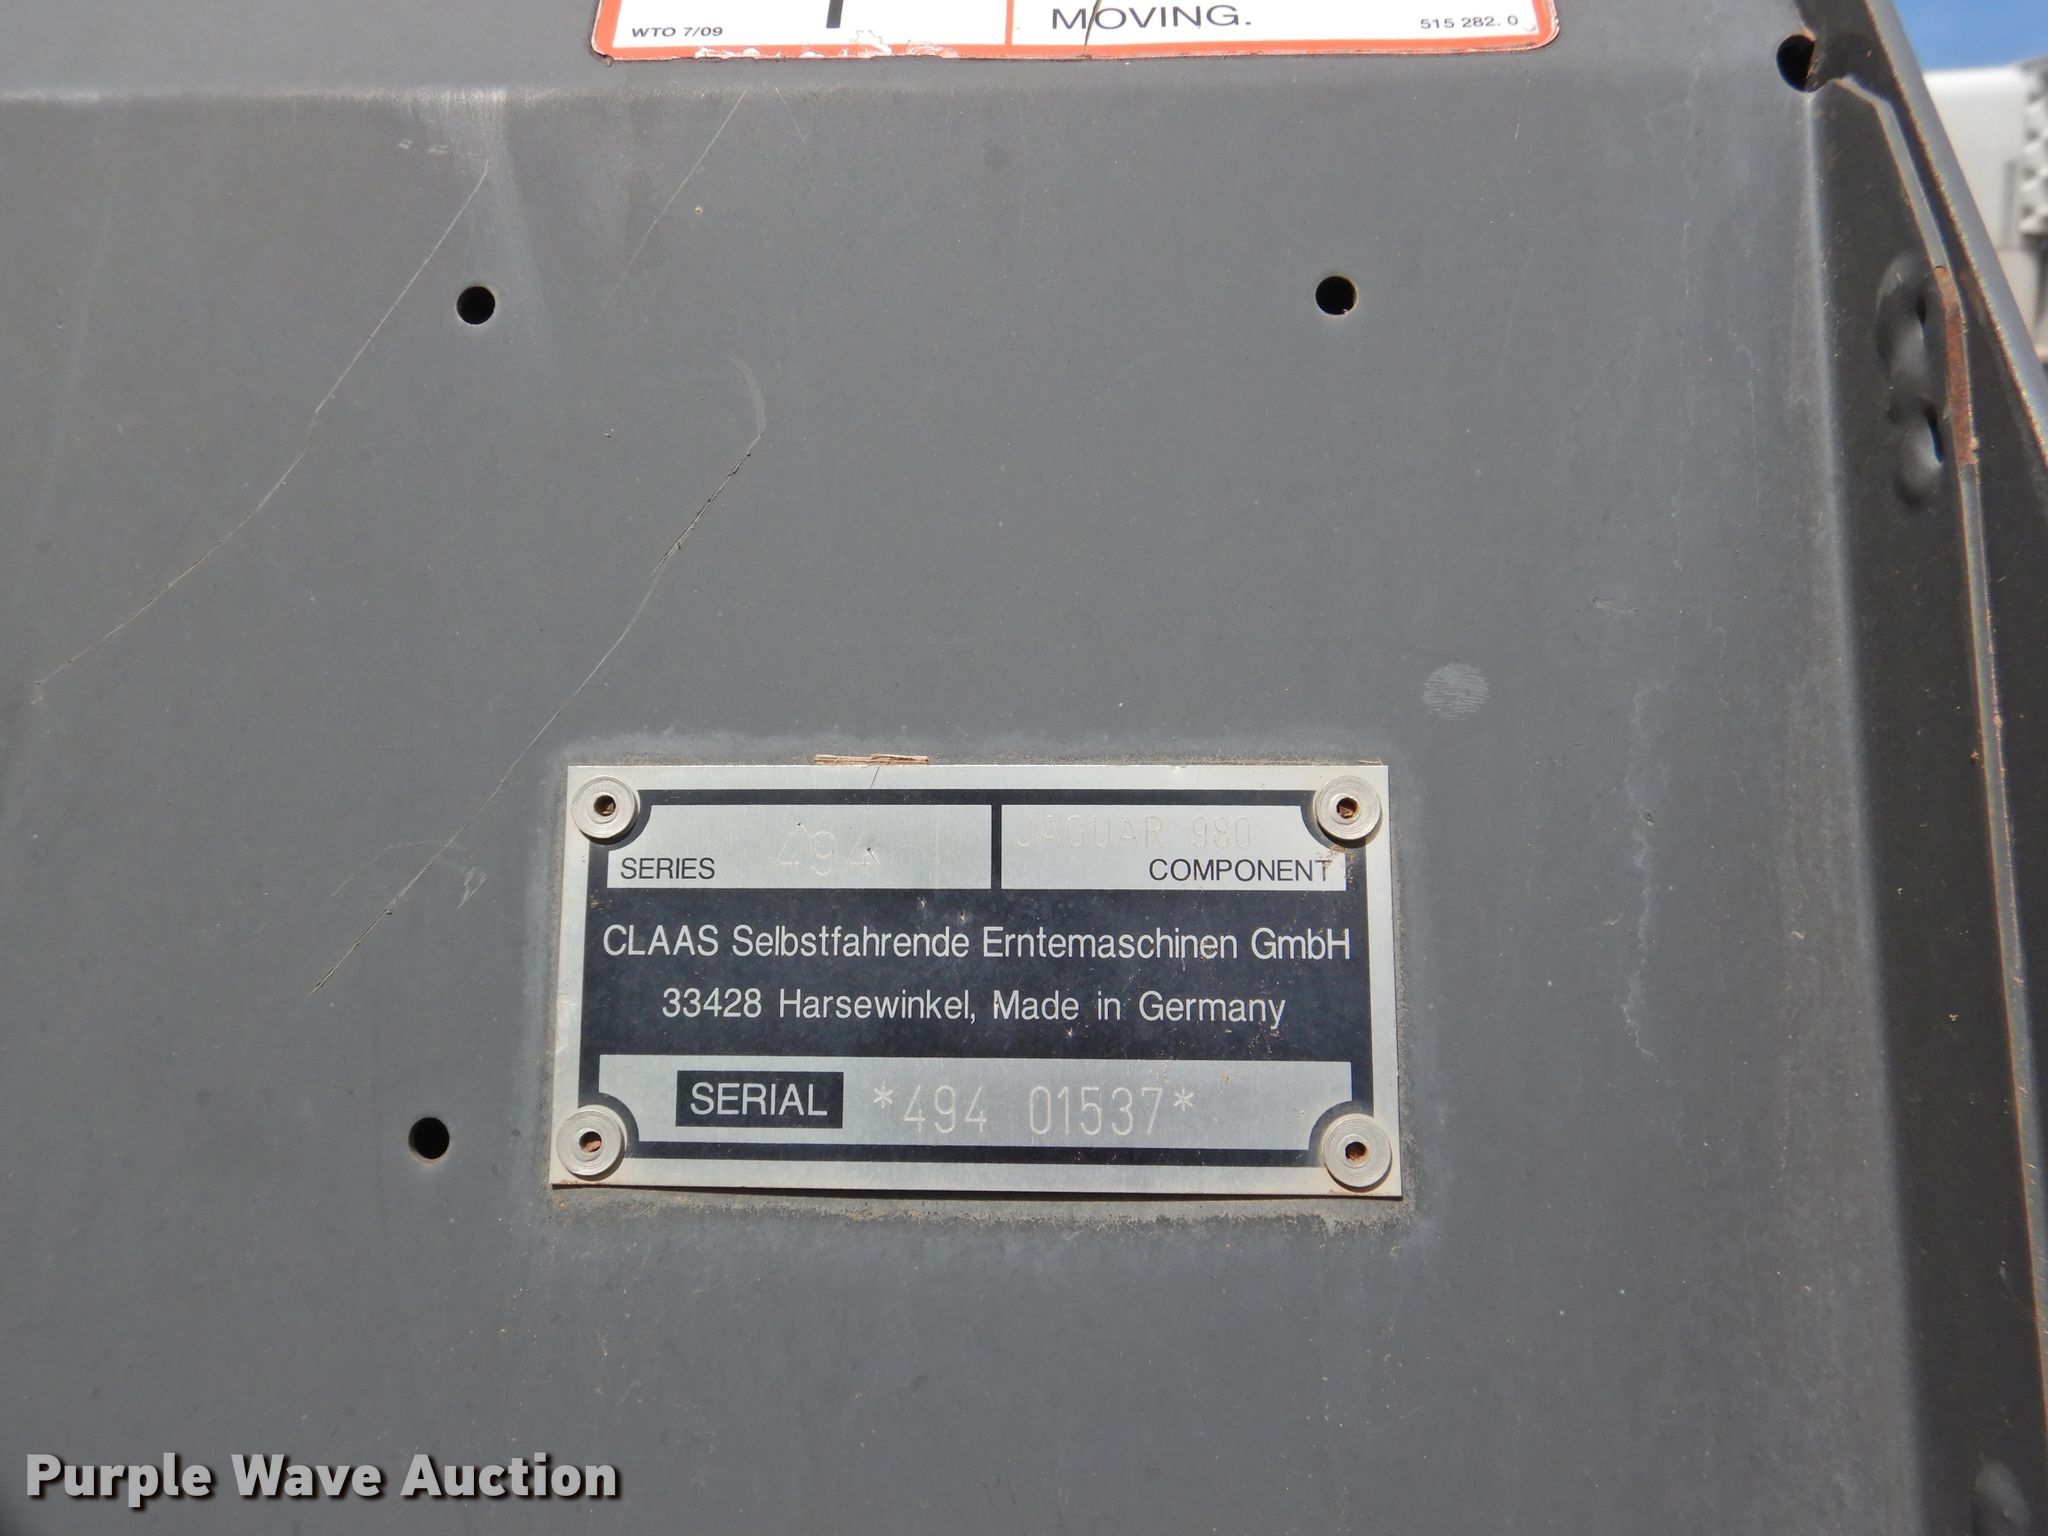 MOVING.
WTO 7/09
515 282. 0
494
JAGUAR 980
SERIES
COMPONENT
CLAAS Selbstfahrende Erntemaschinen GmbH
33428 Harsewinkel, Made in Germany
SERIAL *494 01537*
Purple Wave Auction